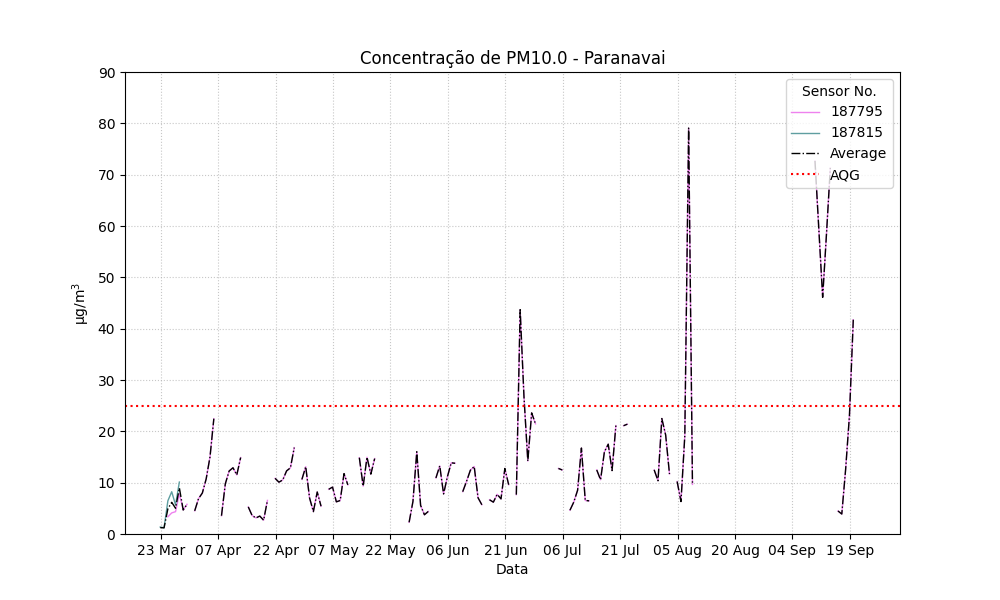 Concentração de PM10.0 - Paranavai
90
80
70
60
50
40
30
20
10
0
µg/m³
Sensor No.
187795
187815
Average
AQG
23 Mar 07 Apr 22 Apr 07 May 22 May 06 Jun 21 Jun 06 Jul 21 Jul 05 Aug 20 Aug 04 Sep 19 Sep
Data